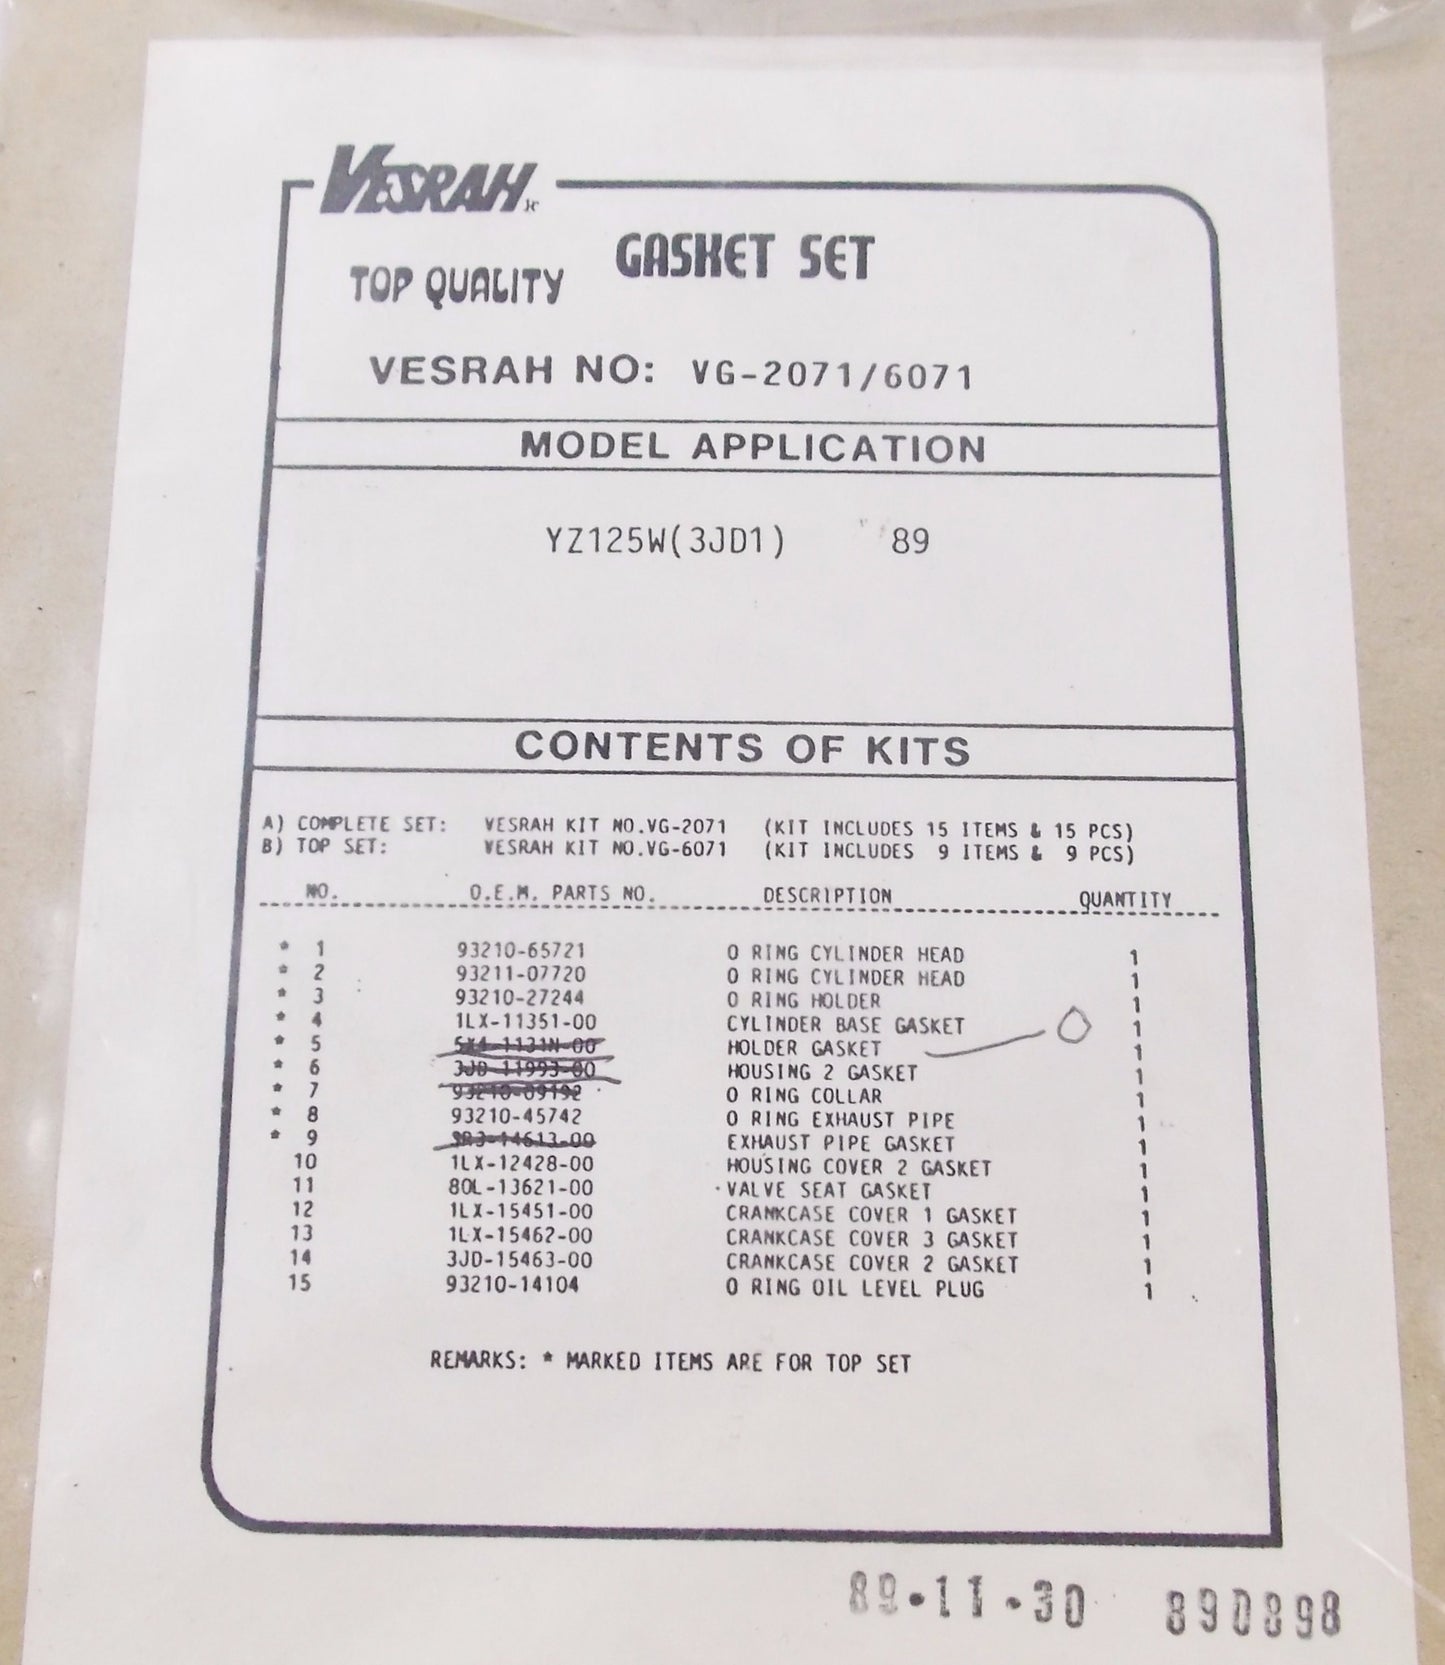 VESRAH
GASKET SET
TOP QUALITY
VESRAH NO: VG-2071/6071
MODEL APPLICATION
YZ125W(3JD1) 89
CONTENTS OF KITS
A) COMPLETE SET: VESRAH KIT NO.VG-2071 (KIT INCLUDES 15 ITEMS & 15 PCS)
B) TOP SET: VESRAH KIT NO.VG-6071 (KIT INCLUDES 9 ITEMS & 9 PCS)
NO. O.E.M. PARTS NO. DESCRIPTION QUANTITY
* 1 93210-65721 O RING CYLINDER HEAD 1
* 2 93211-07720 O RING CYLINDER HEAD 1
* 3 93210-27244 O RING HOLDER 1
* 4 1LX-11351-00 CYLINDER BASE GASKET 1
* 5 HOLDER GASKET 1
* 6 3JD-11993-00 HOUSING 2 GASKET 1
* 7 93210-09192 O RING COLLAR 1
* 8 93210-45742 O RING EXHAUST PIPE 1
* 9 EXHAUST PIPE GASKET 1
10 1LX-12428-00 HOUSING COVER 2 GASKET 1
11 80L-13621-00 VALVE SEAT GASKET 1
12 1LX-15451-00 CRANKCASE COVER 1 GASKET 1
13 1LX-15462-00 CRANKCASE COVER 3 GASKET 1
14 3JD-15463-00 CRANKCASE COVER 2 GASKET 1
15 93210-14104 O RING OIL LEVEL PLUG 1
REMARKS: * MARKED ITEMS ARE FOR TOP SET
89•11•30 890898